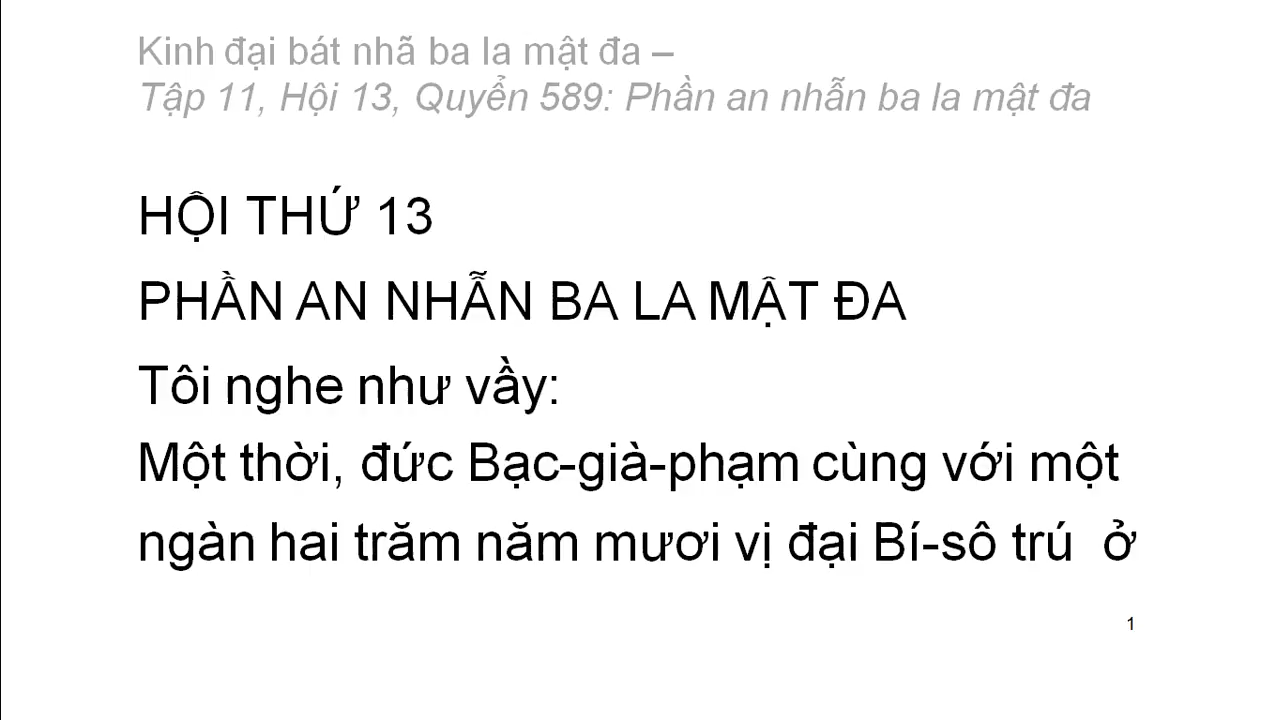 Kinh đại bát nhã ba la mật đa –
Tập 11, Hội 13, Quyển 589: Phần an nhẫn ba la mật đa
HỘI THỨ 13
PHẦN AN NHẪN BA LA MẬT ĐA
Tôi nghe như vầy:
Một thời, đức Bạc-già-phạm cùng với một
ngàn hai trăm năm mươi vị đại Bí-sô trú ở
1